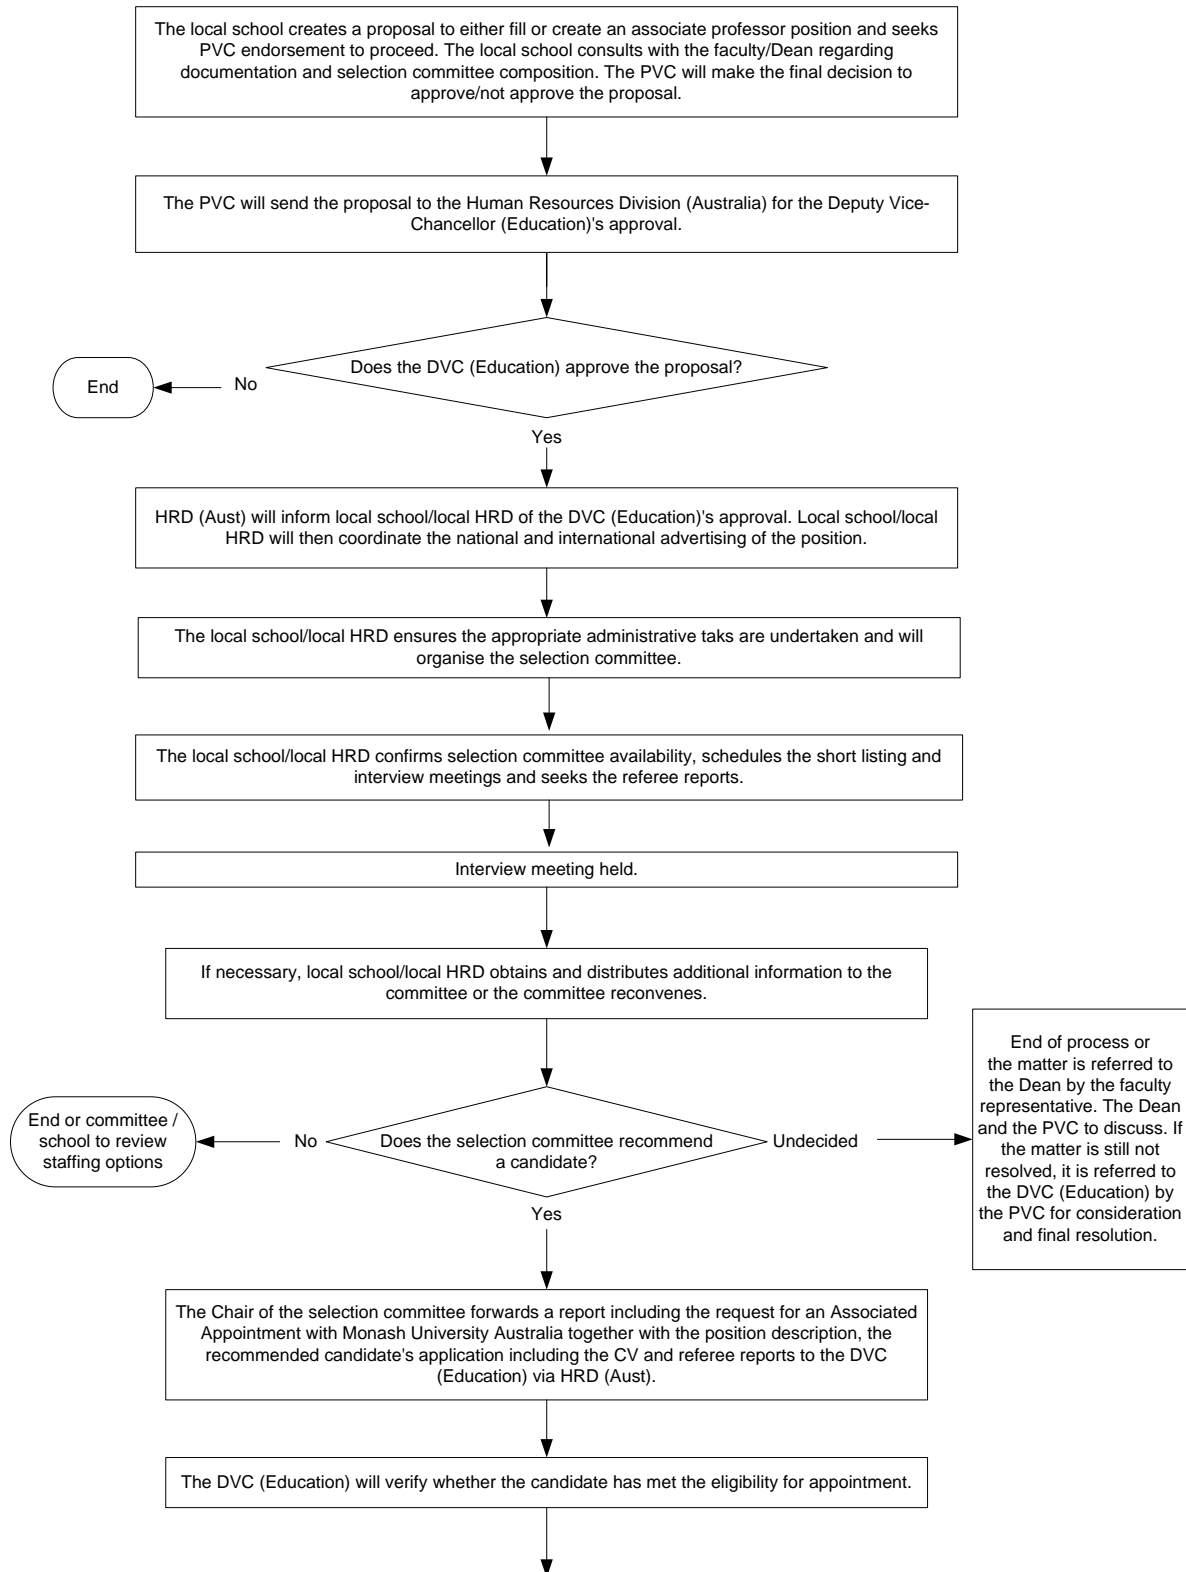 The local school creates a proposal to either fill or create an associate professor position and seeks
PVC endorsement to proceed. The local school consults with the faculty/Dean regarding
documentation and selection committee composition. The PVC will make the final decision to
approve/not approve the proposal.
The PVC will send the proposal to the Human Resources Division (Australia) for the Deputy Vice-
Chancellor (Education)'s approval.
Does the DVC (Education) approve the proposal?
No
End
Yes
HRD (Aust) will inform local school/local HRD of the DVC (Education)'s approval. Local school/local
HRD will then coordinate the national and international advertising of the position.
The local school/local HRD ensures the appropriate administrative taks are undertaken and will
organise the selection committee.
The local school/local HRD confirms selection committee availability, schedules the short listing and
interview meetings and seeks the referee reports.
Interview meeting held.
If necessary, local school/local HRD obtains and distributes additional information to the
committee or the committee reconvenes.
Does the selection committee recommend
a candidate?
No
End or committee /
school to review
staffing options
Undecided
End of process or
the matter is referred to
the Dean by the faculty
representative. The Dean
and the PVC to discuss. If
the matter is still not
resolved, it is referred to
the DVC (Education) by
the PVC for consideration
and final resolution.
Yes
The Chair of the selection committee forwards a report including the request for an Associated
Appointment with Monash University Australia together with the position description, the
recommended candidate's application including the CV and referee reports to the DVC
(Education) via HRD (Aust).
The DVC (Education) will verify whether the candidate has met the eligibility for appointment.